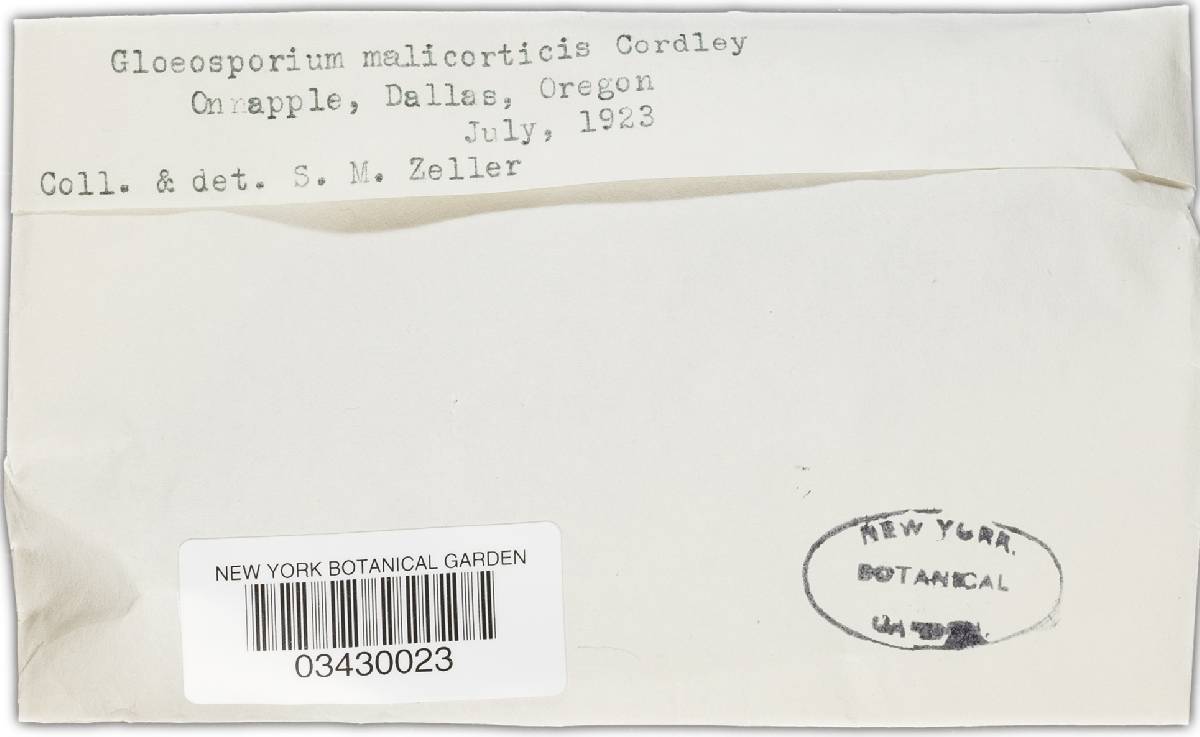 Gloeosporium malicorticis Cordley
On apple, Dallas, Oregon
July, 1923
Coll. & det. S. M. Zeller
NEW YORK BOTANICAL GARDEN
03430023
NEW YORK
BOTANICAL
GARDEN